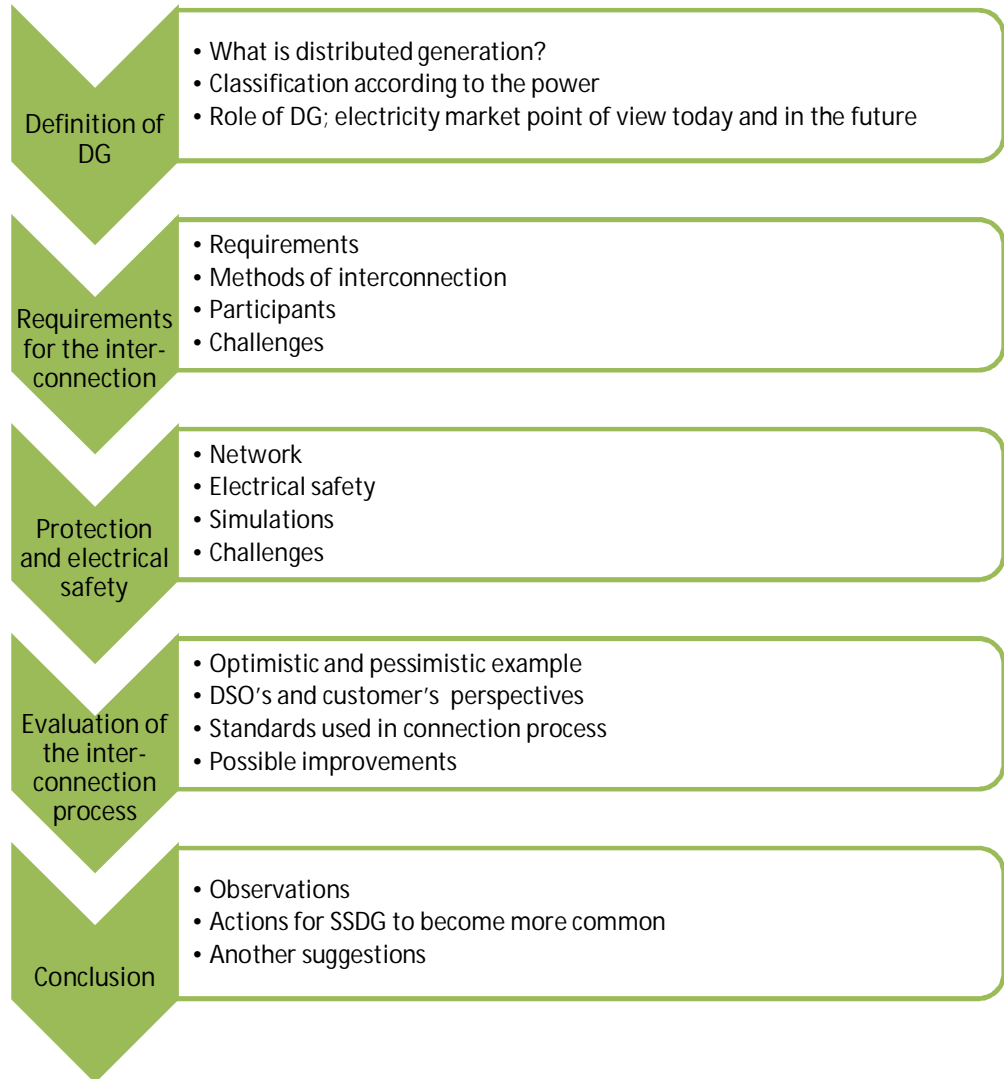 Definition of
DG
• What is distributed generation?
• Classification according to the power
• Role of DG; electricity market point of view today and in the future
Requirements
for the inter-
connection
• Requirements
• Methods of interconnection
• Participants
• Challenges
Protection
and electrical
safety
• Network
• Electrical safety
• Simulations
• Challenges
Evaluation of
the inter-
connection
process
• Optimistic and pessimistic example
• DSO's and customer's perspectives
• Standards used in connection process
• Possible improvements
Conclusion
• Observations
• Actions for SSDG to become more common
• Another suggestions